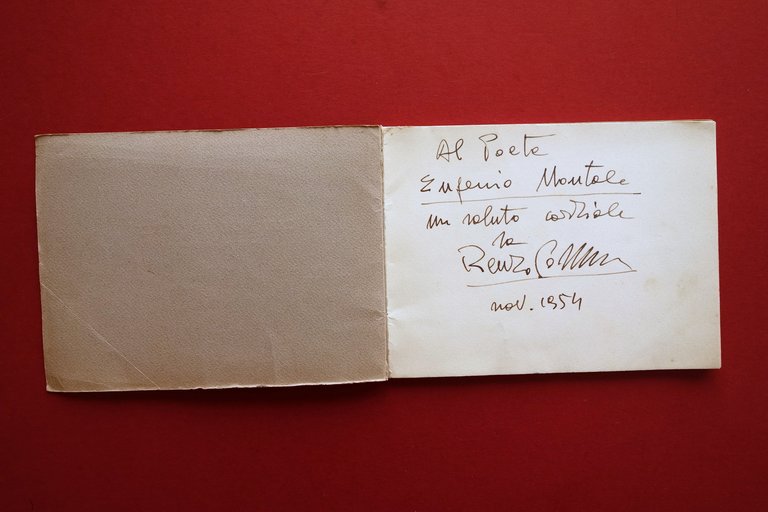 Al Poeta
Eugenio Montale
un saluto cordiale
da
Renzo
nov. 1954